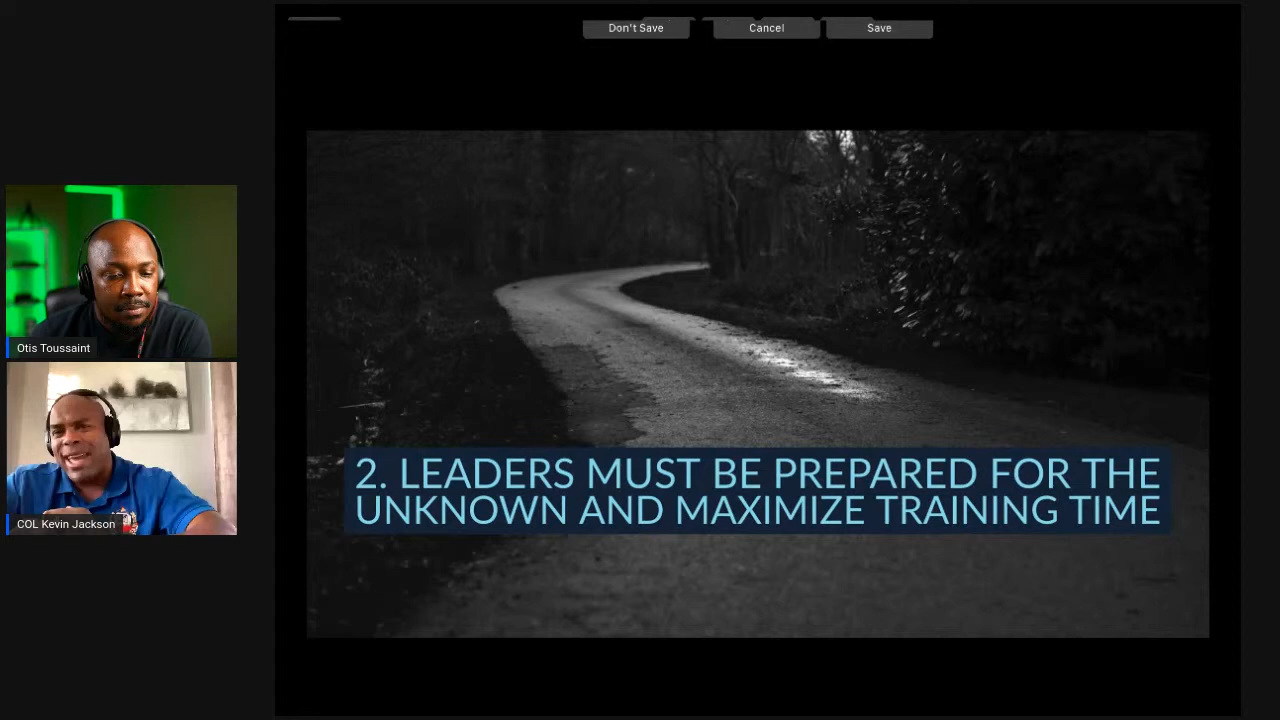 Don't Save
Cancel
Save
Otis Toussaint
COL Kevin Jackson
2. LEADERS MUST BE PREPARED FOR THE
UNKNOWN AND MAXIMIZE TRAINING TIME